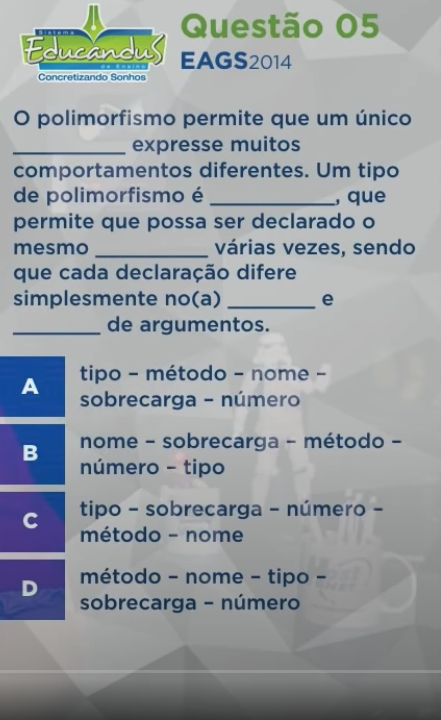 Sistema
EducanduS
de Ensino
Concretizando Sonhos
Questão 05
EAGS2014
O polimorfismo permite que um único
__________ expresse muitos
comportamentos diferentes. Um tipo
de polimorfismo é ___________, que
permite que possa ser declarado o
mesmo __________ várias vezes, sendo
que cada declaração difere
simplesmente no(a) ________ e
________ de argumentos.
A
tipo – método – nome –
sobrecarga – número
B
nome – sobrecarga – método –
número – tipo
C
tipo – sobrecarga – número –
método – nome
D
método – nome – tipo –
sobrecarga – número